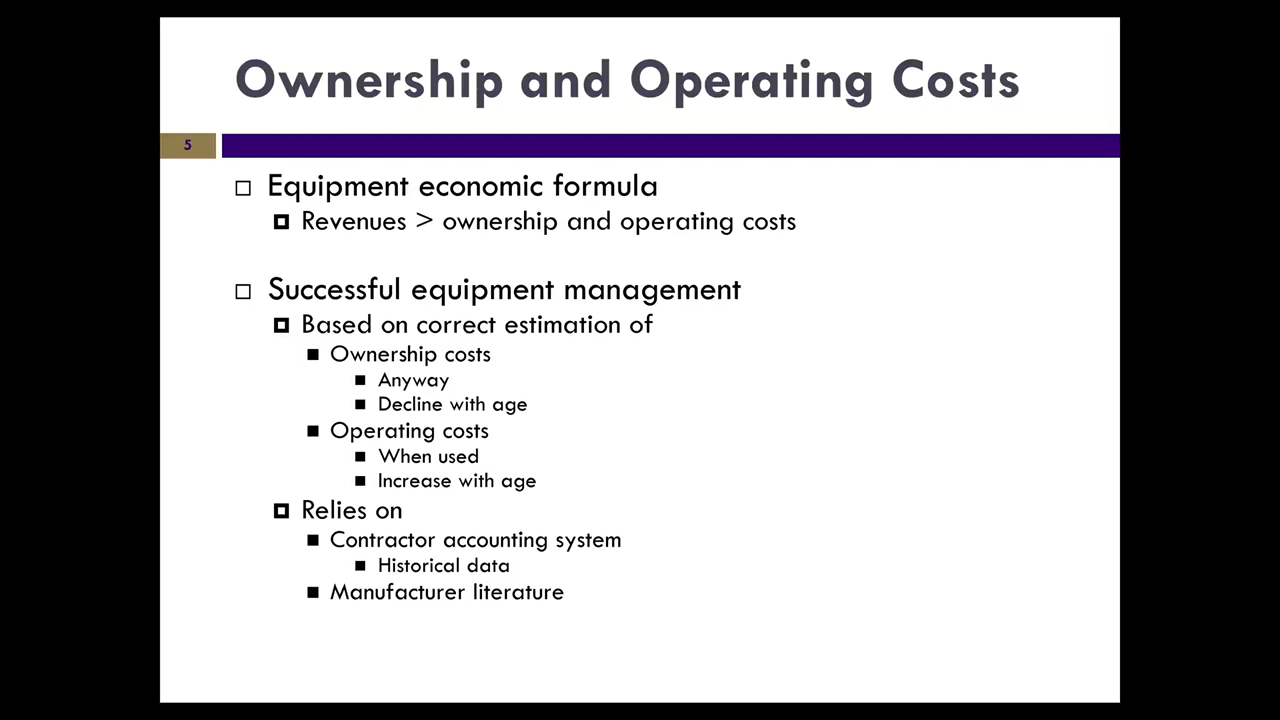 Ownership and Operating Costs
5
Equipment economic formula
Revenues > ownership and operating costs
Successful equipment management
Based on correct estimation of
Ownership costs
Anyway
Decline with age
Operating costs
When used
Increase with age
Relies on
Contractor accounting system
Historical data
Manufacturer literature